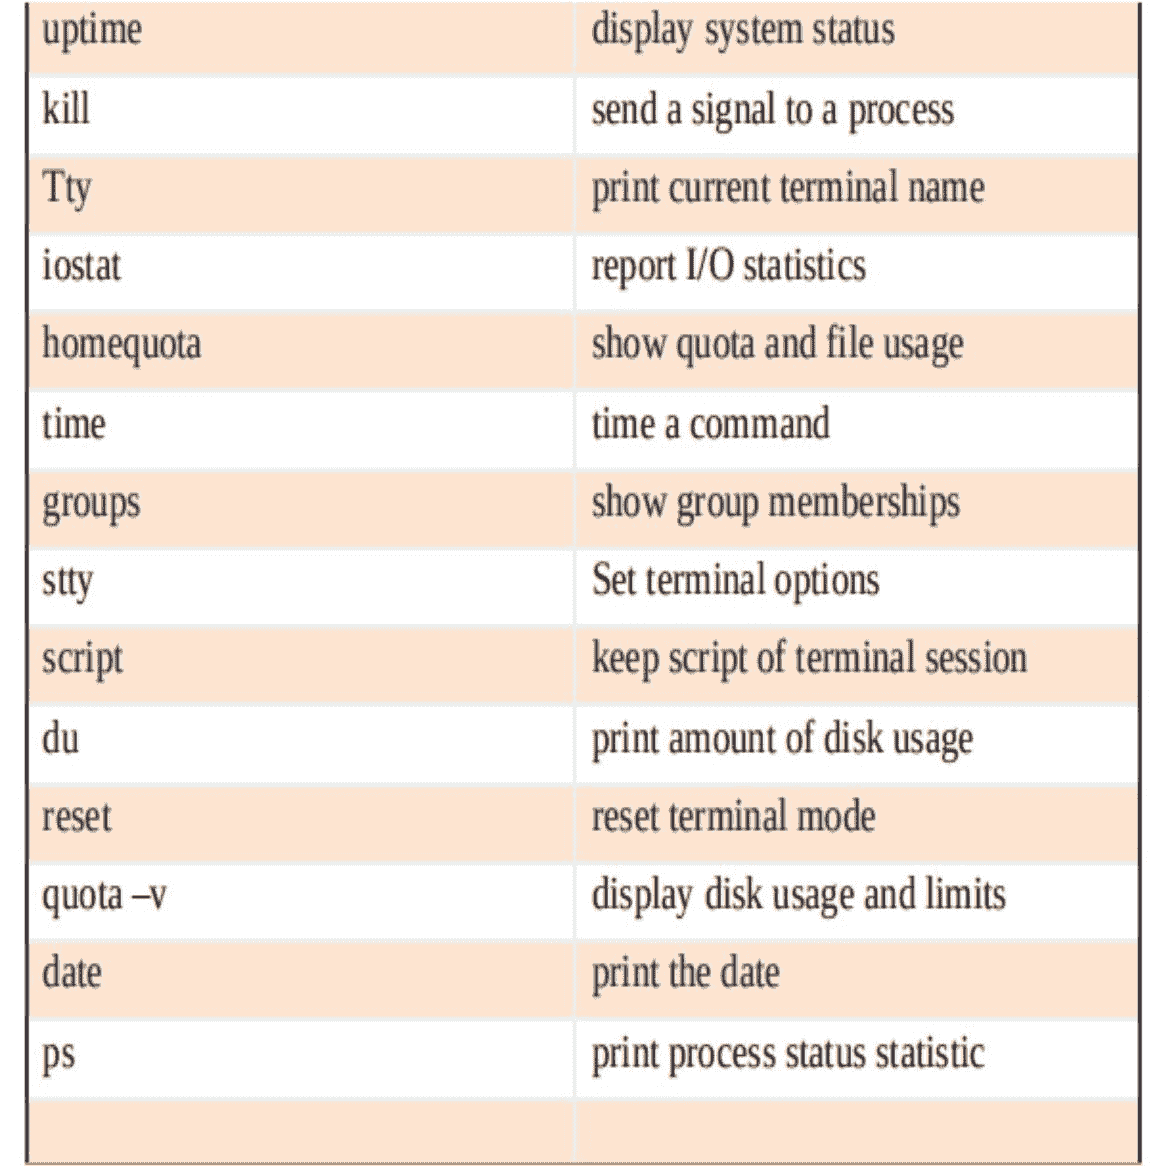 uptime display system status
kill send a signal to a process
Tty print current terminal name
iostat report I/O statistics
homequota show quota and file usage
time time a command
groups show group memberships
stty Set terminal options
script keep script of terminal session
du print amount of disk usage
reset reset terminal mode
quota –v display disk usage and limits
date print the date
ps print process status statistic